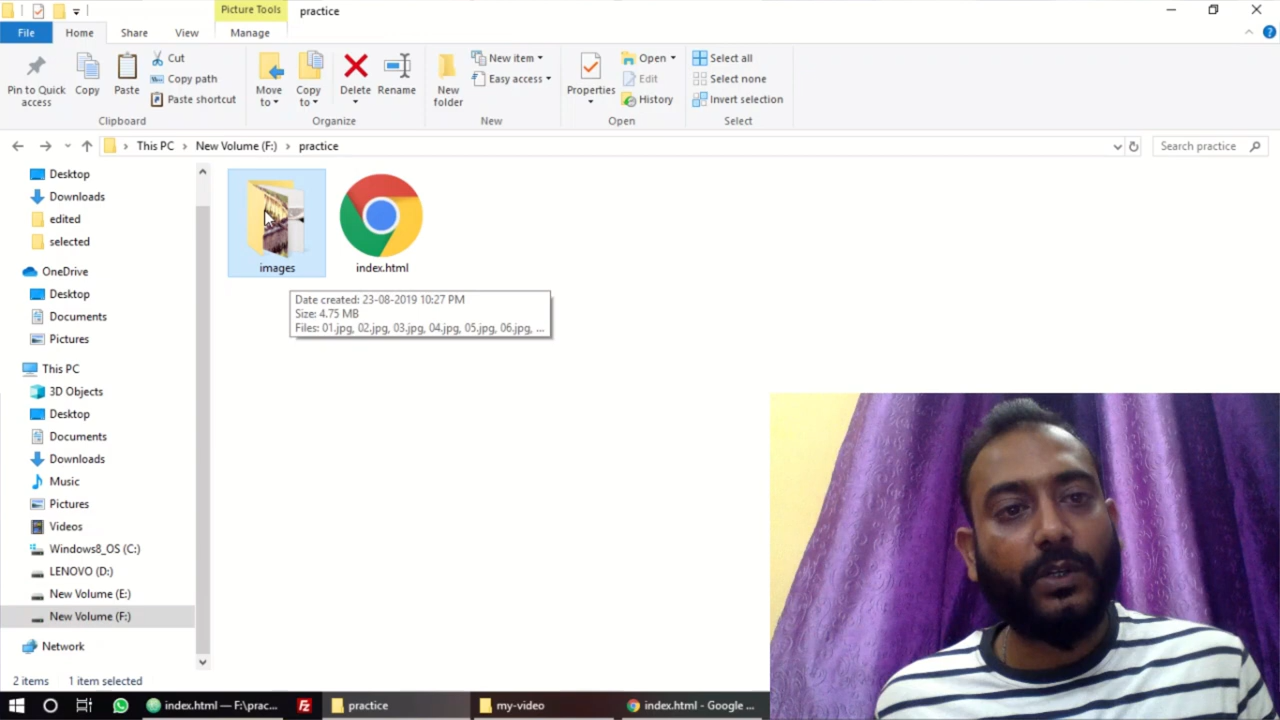 Picture Tools
practice
File
Home
Share
View
Manage
Pin to Quick
access
Copy
Paste
Cut
Copy path
Paste shortcut
Clipboard
Move
to
Copy
to
Delete
Rename
Organize
New
folder
New item
Easy access
New
Properties
Open
Edit
History
Open
Select all
Select none
Invert selection
Select
This PC
New Volume (F:)
practice
Search practice
Desktop
Downloads
edited
selected
OneDrive
Desktop
Documents
Pictures
This PC
3D Objects
Desktop
Documents
Downloads
Music
Pictures
Videos
Windows8_OS (C:)
LENOVO (D:)
New Volume (E:)
New Volume (F:)
Network
images
index.html
Date created: 23-08-2019 10:27 PM
Size: 4.75 MB
Files: 01.jpg, 02.jpg, 03.jpg, 04.jpg, 05.jpg, 06.jpg, ...
2 items
1 item selected
index.html — F:\prac...
practice
my-video
index.html - Google ...